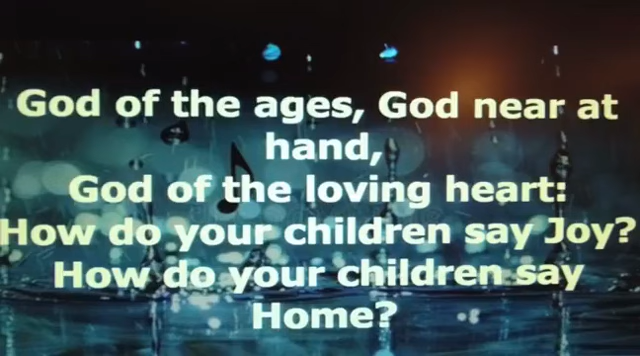 God of the ages, God near at
hand,
God of the loving heart:
How do your children say Joy?
How do your children say
Home?